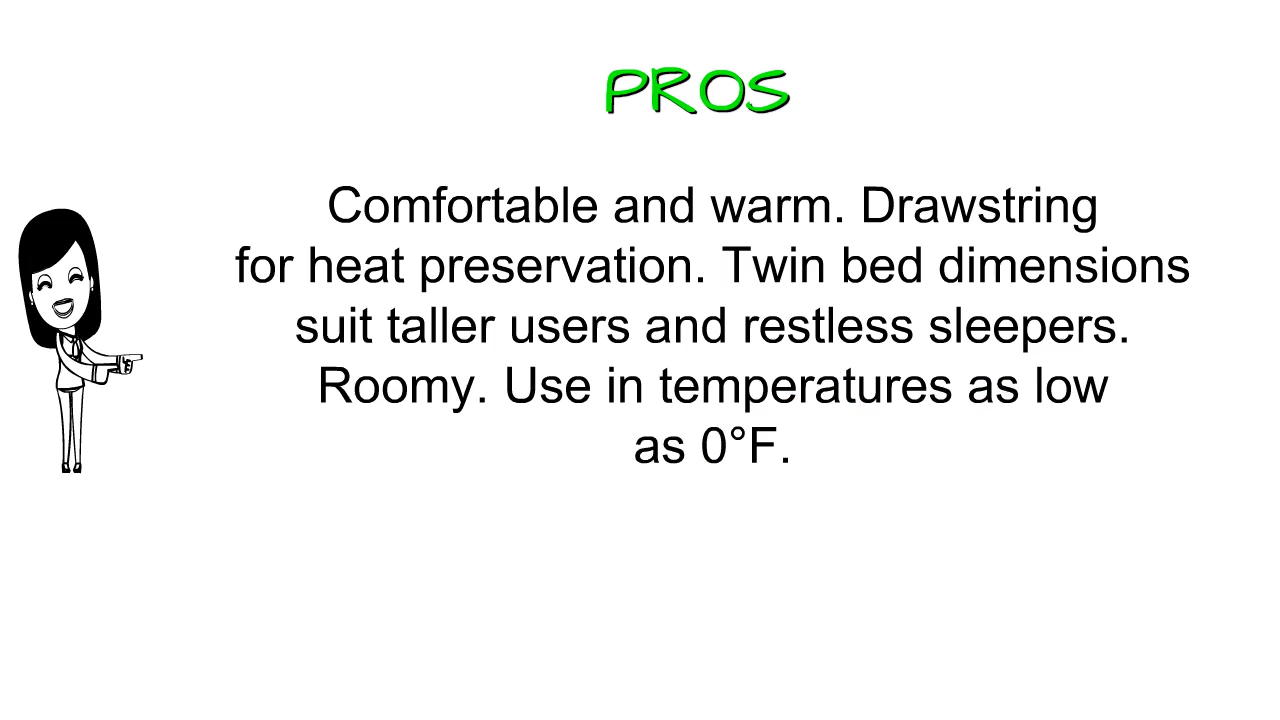 PROS
Comfortable and warm. Drawstring
for heat preservation. Twin bed dimensions
suit taller users and restless sleepers.
Roomy. Use in temperatures as low
as 0°F.